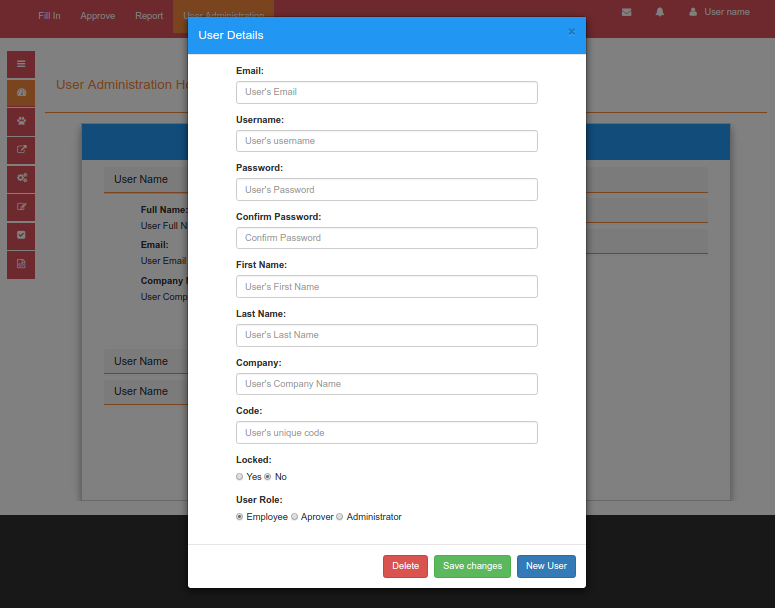 Fill In Approve Report User Administration User name
User Details ×
User Administration
Email:
User's Email
Username:
User's username
Password:
User's Password
Confirm Password:
Confirm Password
First Name:
User's First Name
Last Name:
User's Last Name
Company:
User's Company Name
Code:
User's unique code
Locked:
Yes No
User Role:
Employee Aprover Administrator
Delete Save changes New User
User Name
Full Name:
User Full
Email:
User Email
Company
User
User Name
User Name